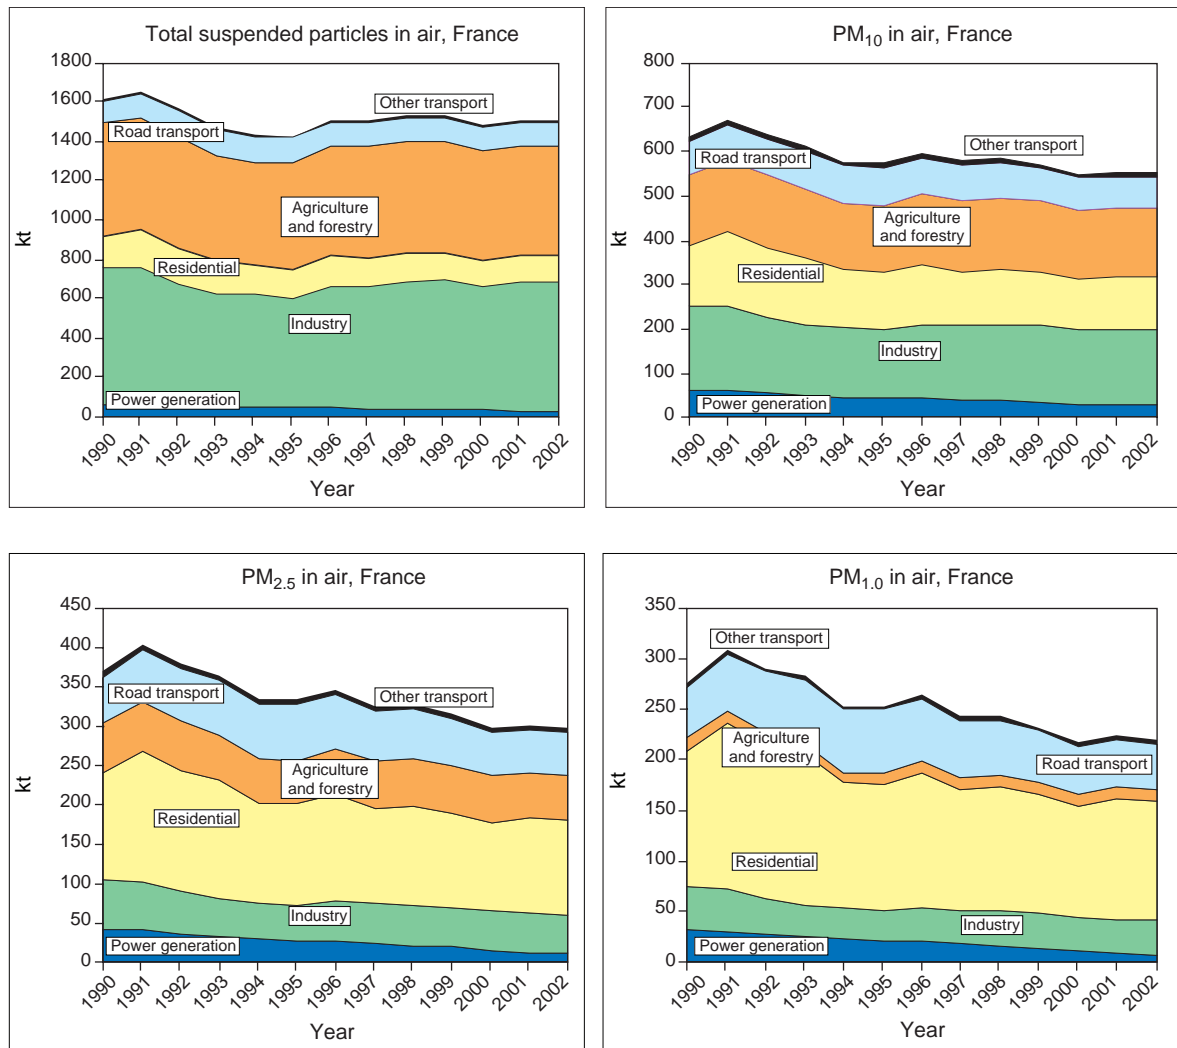 Total suspended particles in air, France
1800
1600
1400
1200
1000
800
600
400
200
0
kt
Other transport
Road transport
Agriculture
and forestry
Residential
Industry
Power generation
1990
1991
1992
1993
1994
1995
1996
1997
1998
1999
2000
2001
2002
Year
PM10 in air, France
800
700
600
500
400
300
200
100
0
kt
Other transport
Road transport
Agriculture
and forestry
Residential
Industry
Power generation
1990
1991
1992
1993
1994
1995
1996
1997
1998
1999
2000
2001
2002
Year
PM2.5 in air, France
450
400
350
300
250
200
150
100
50
0
kt
Road transport
Other transport
Agriculture
and forestry
Residential
Industry
Power generation
1990
1991
1992
1993
1994
1995
1996
1997
1998
1999
2000
2001
2002
Year
PM1.0 in air, France
350
300
250
200
150
100
50
0
kt
Other transport
Agriculture
and forestry
Road transport
Residential
Industry
Power generation
1990
1991
1992
1993
1994
1995
1996
1997
1998
1999
2000
2001
2002
Year